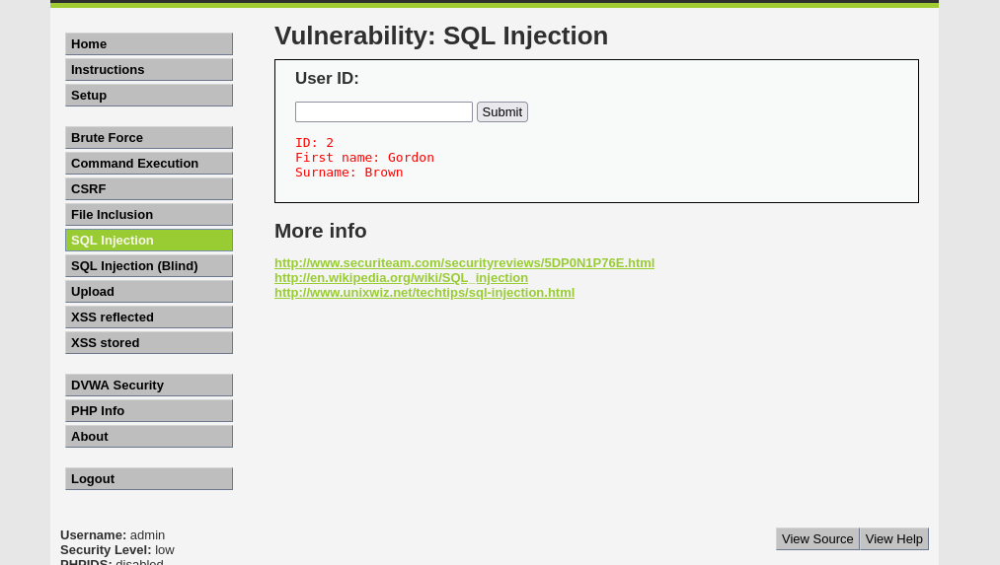 Home
Instructions
Setup
Brute Force
Command Execution
CSRF
File Inclusion
SQL Injection
SQL Injection (Blind)
Upload
XSS reflected
XSS stored
DVWA Security
PHP Info
About
Logout
Vulnerability: SQL Injection
User ID:
Submit
ID: 2
First name: Gordon
Surname: Brown
More info
http://www.securiteam.com/securityreviews/5DP0N1P76E.html
http://en.wikipedia.org/wiki/SQL_injection
http://www.unixwiz.net/techtips/sql-injection.html
Username: admin
Security Level: low
PHPIDS: disabled
View Source
View Help